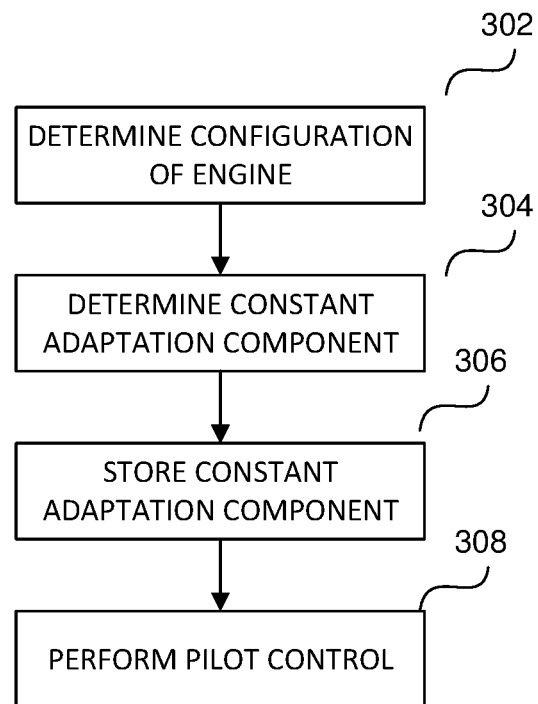 302
DETERMINE CONFIGURATION
OF ENGINE
304
DETERMINE CONSTANT
ADAPTATION COMPONENT
306
STORE CONSTANT
ADAPTATION COMPONENT
308
PERFORM PILOT CONTROL